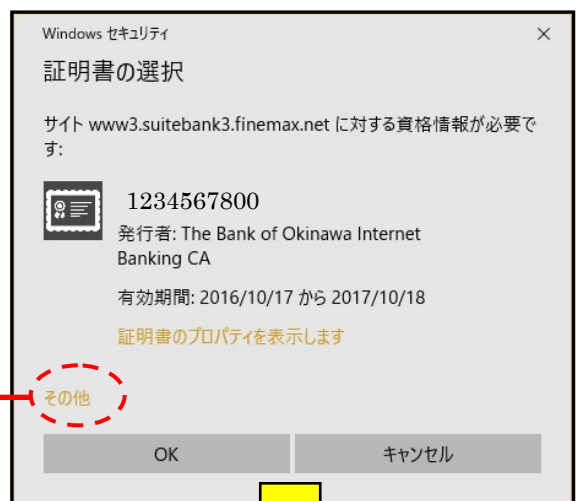 Windows セキュリティ
証明書の選択
サイト www3.suitebank3.finemax.net に対する資格情報が必要で
す:
1234567800
発行者: The Bank of Okinawa Internet
Banking CA
有効期間: 2016/10/17 から 2017/10/18
証明書のプロパティを表示します
その他
OK
キャンセル